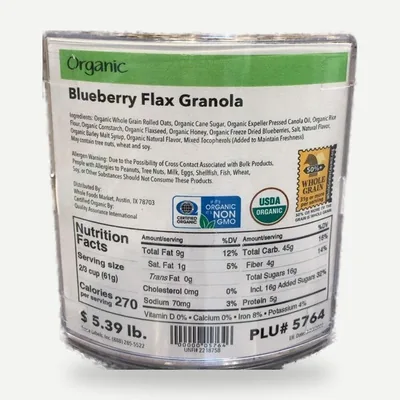 Organic
Blueberry Flax Granola
Ingredients: Organic Whole Grain Rolled Oats, Organic Cane Sugar, Organic Expeller Pressed Canola Oil, Organic Rice
Flour, Organic Cornstarch, Organic Flaxseed, Organic Honey, Organic Freeze Dried Blueberries, Salt, Natural Flavor,
Organic Barley Malt Syrup, Organic Natural Flavor, Mixed Tocopherols (Added to Maintain Freshness).
May contain tree nuts, wheat and soy.
Allergen Warning: Due to the Possibility of Cross Contact Associated with Bulk Products,
People with Allergies to Peanuts, Tree Nuts, Milk, Eggs, Shellfish, Fish, Wheat,
Soy, or Other Substances Should Not Consume These Products.
Distributed By:
Whole Foods Market, Austin, TX 78703
Certified Organic By:
Quality Assurance International
CERTIFIED ORGANIC
ORGANIC
IS
NON
GMO
USDA
ORGANIC
WHOLE
GRAIN
Nutrition
Facts
Serving size
2/3 cup (61g)
Calories 270
per serving
Amount/serving %DV
Total Fat 9g 12%
Sat. Fat 1g 5%
Trans Fat 0g
Cholesterol 0mg 0%
Sodium 70mg 3%
Amount/serving %DV
Total Carb. 45g 16%
Fiber 4g 14%
Total Sugars 16g
Incl. 16g Added Sugars 32%
Protein 5g
Vitamin D 0% • Calcium 0% • Iron 8% • Potassium 4%
$ 5.39 lb.
PLU# 5764